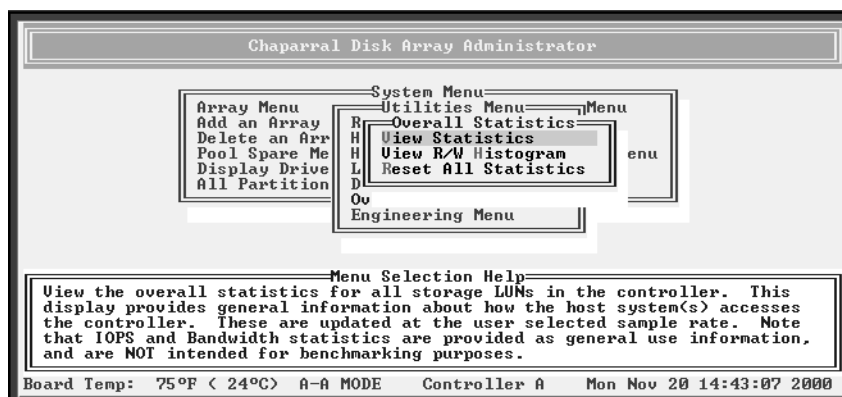 Chaparral Disk Array Administrator
System Menu
Array Menu
Utilities Menu
Menu
Add an Array
R
Overall Statistics
Delete an Arr
H
View Statistics
Pool Spare Me
H
View R/W Histogram
enu
Display Drive
L
Reset All Statistics
All Partition
D
Ov
Engineering Menu
Menu Selection Help
View the overall statistics for all storage LUNs in the controller. This
display provides general information about how the host system(s) accesses
the controller. These are updated at the user selected sample rate. Note
that IOPS and Bandwidth statistics are provided as general use information,
and are NOT intended for benchmarking purposes.
Board Temp: 75ºF ( 24ºC) A-A MODE Controller A Mon Nov 20 14:43:07 2000